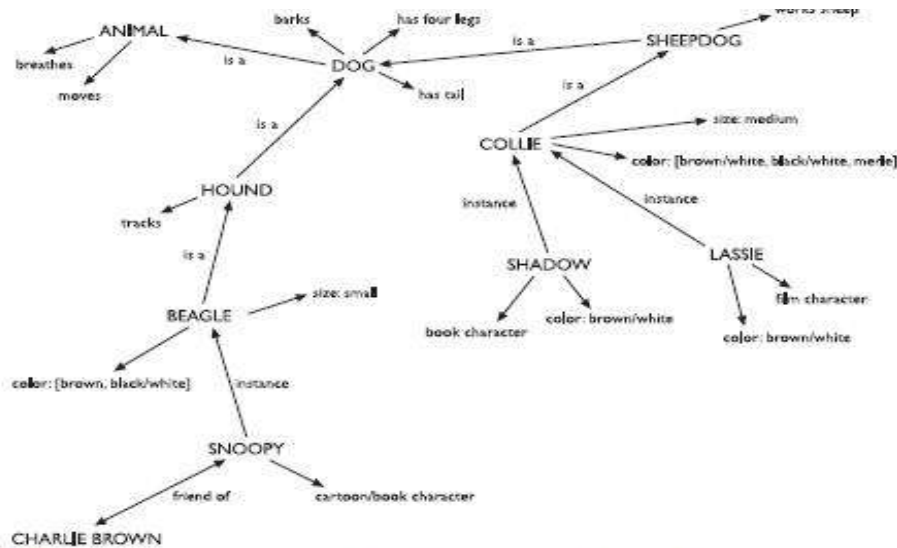 works sheep
barks
has four legs
ANIMAL
is a
SHEEPDOG
breathes
is a
DOG
moves
has tail
is a
is a
size: medium
COLLIE
color: [brown/white, black/white, merle]
HOUND
instance
instance
tracks
is a
SHADOW
LASSIE
size: small
film character
BEAGLE
book character
color: brown/white
color: brown/white
color: [brown, black/white]
instance
SNOOPY
friend of
cartoon/book character
CHARLIE BROWN